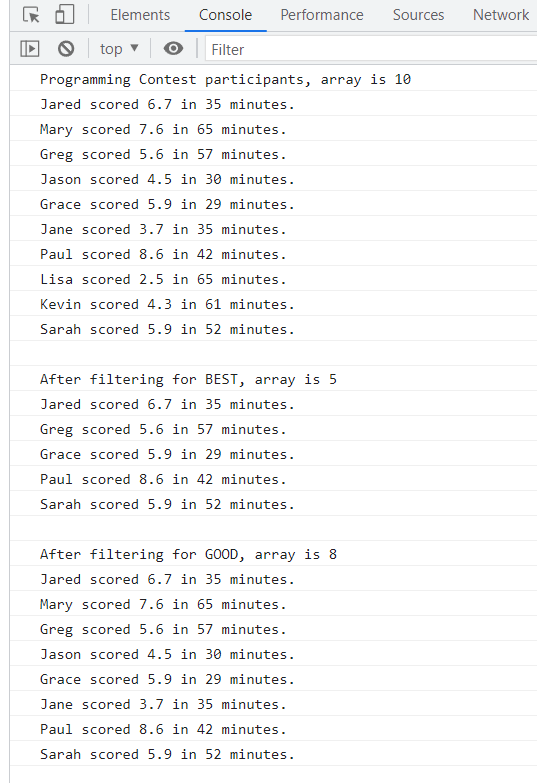 Elements Console Performance Sources Network
top ▼ Filter
Programming Contest participants, array is 10
Jared scored 6.7 in 35 minutes.
Mary scored 7.6 in 65 minutes.
Greg scored 5.6 in 57 minutes.
Jason scored 4.5 in 30 minutes.
Grace scored 5.9 in 29 minutes.
Jane scored 3.7 in 35 minutes.
Paul scored 8.6 in 42 minutes.
Lisa scored 2.5 in 65 minutes.
Kevin scored 4.3 in 61 minutes.
Sarah scored 5.9 in 52 minutes.
After filtering for BEST, array is 5
Jared scored 6.7 in 35 minutes.
Greg scored 5.6 in 57 minutes.
Grace scored 5.9 in 29 minutes.
Paul scored 8.6 in 42 minutes.
Sarah scored 5.9 in 52 minutes.
After filtering for GOOD, array is 8
Jared scored 6.7 in 35 minutes.
Mary scored 7.6 in 65 minutes.
Greg scored 5.6 in 57 minutes.
Jason scored 4.5 in 30 minutes.
Grace scored 5.9 in 29 minutes.
Jane scored 3.7 in 35 minutes.
Paul scored 8.6 in 42 minutes.
Sarah scored 5.9 in 52 minutes.